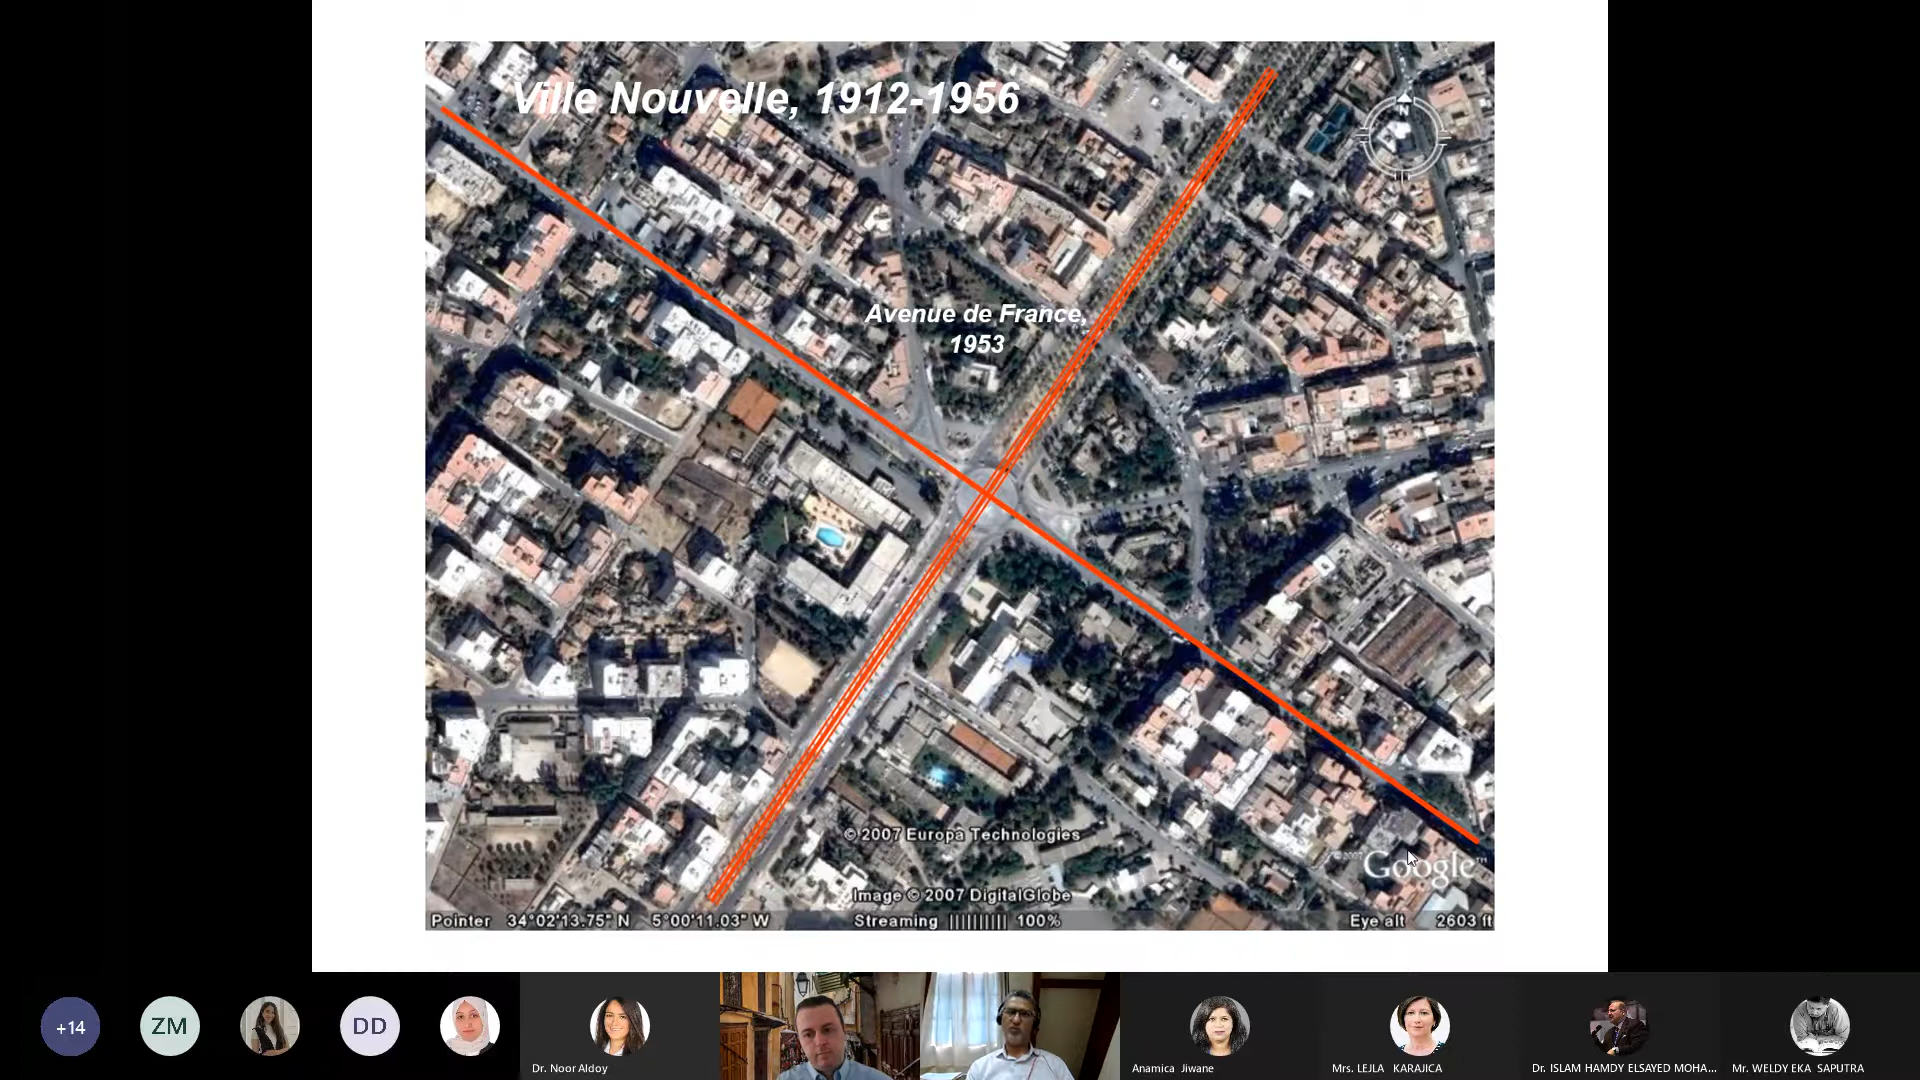 Ville Nouvelle, 1912-1956
N
Avenue de France,
1953
© 2007 Europa Technologies
© 2007 Google™
Image © 2007 DigitalGlobe
Pointer 34°02'13.75" N 5°00'11.03" W Streaming |||||||||| 100% Eye alt 2603 ft
+14
ZM
DD
Dr. Noor Aldoy
Anamica Jiwane
Mrs. LEJLA KARAJICA
Dr. ISLAM HAMDY ELSAYED MOHA...
Mr. WELDY EKA SAPUTRA